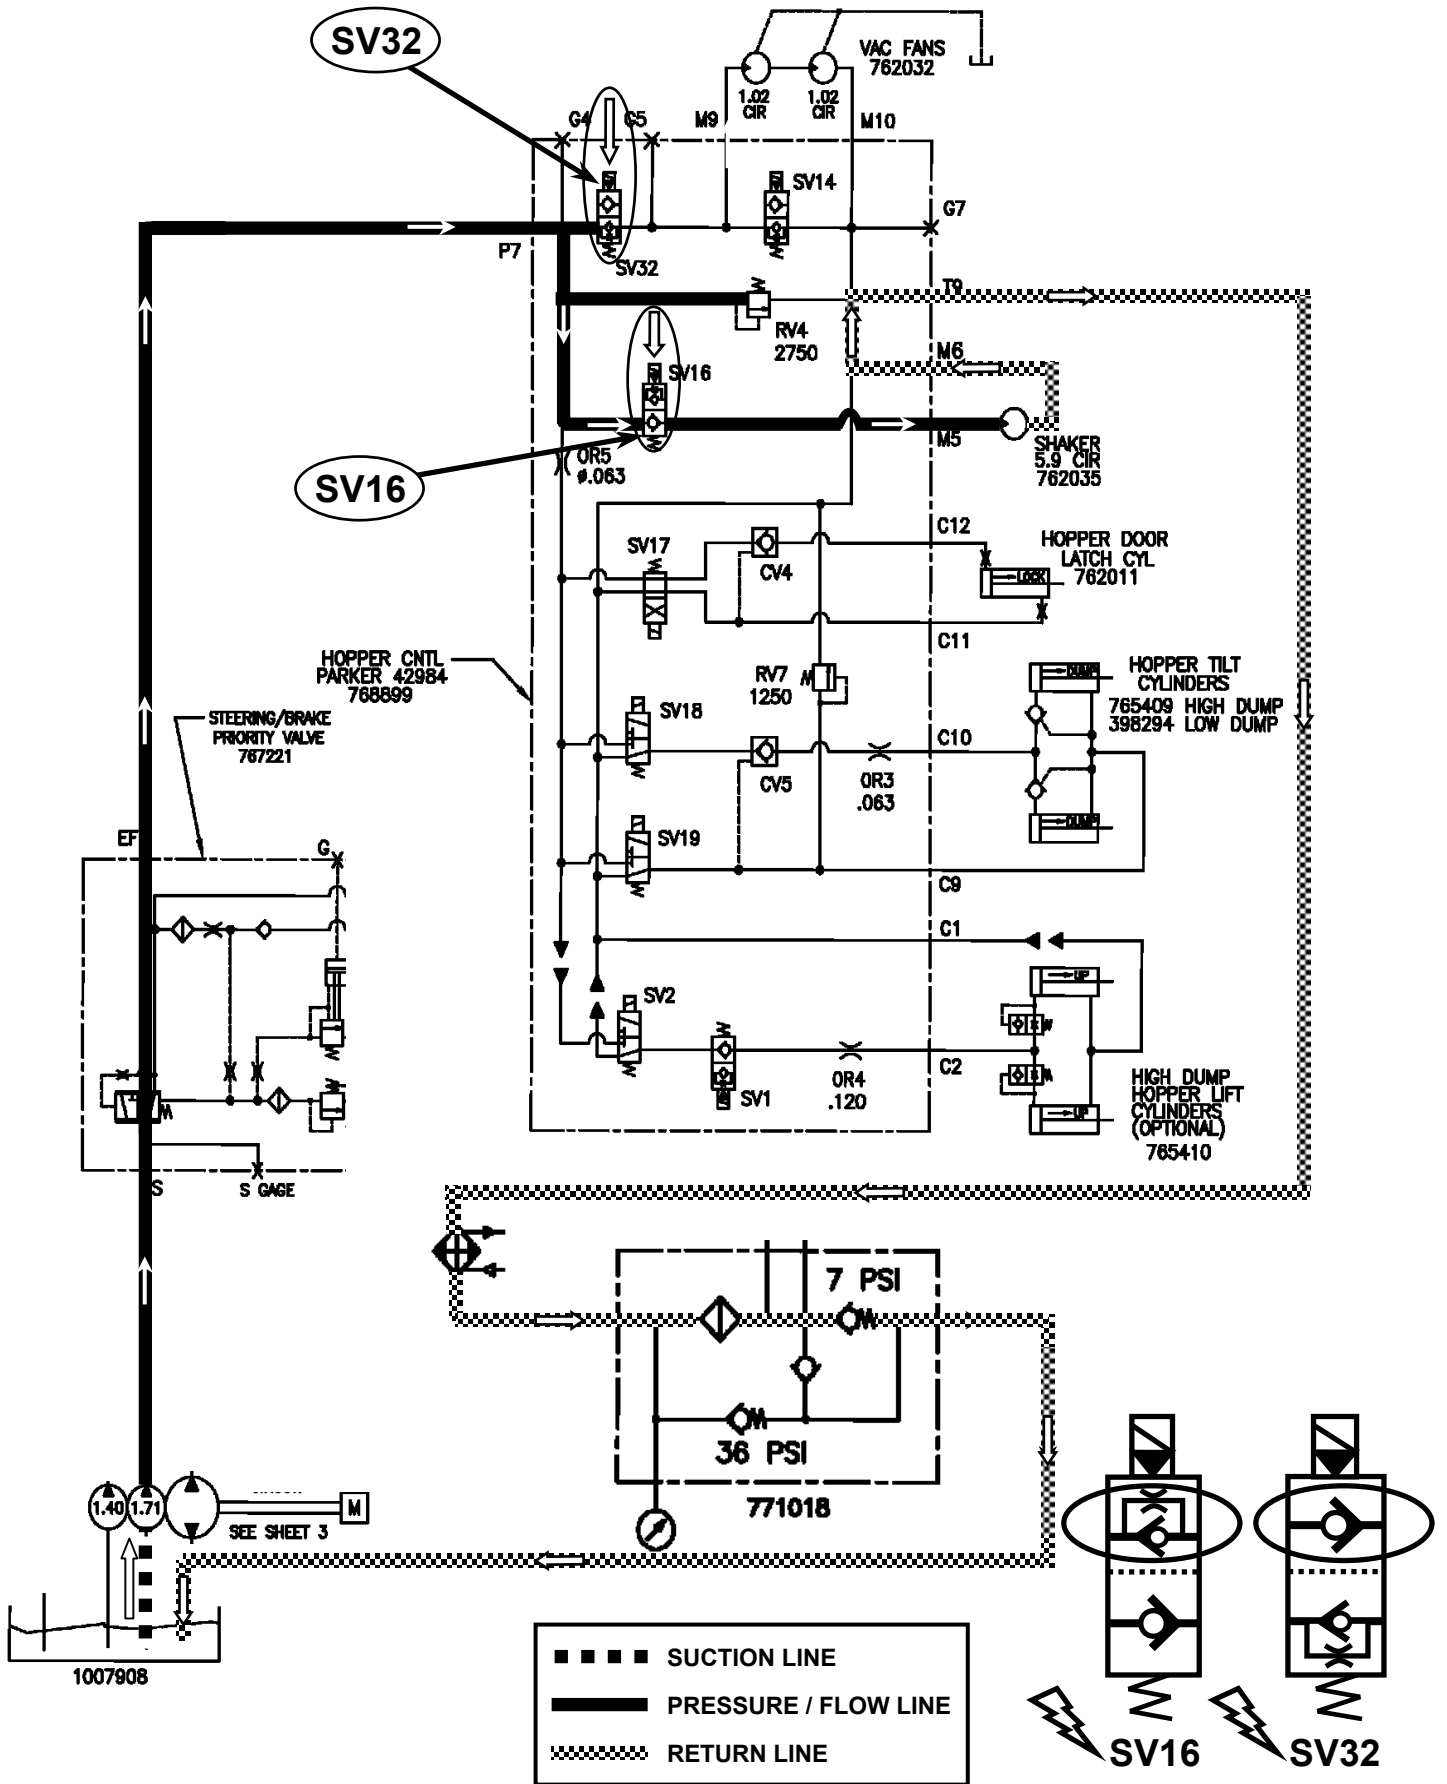 SV32
VAC FANS
762032
1.02
CIR
1.02
CIR
G4
G5
M9
M10
SV14
G7
P7
SV32
T9
RV4
2750
M6
SV16
M5
SHAKER
5.9 CIR
762035
OR5
ø.063
SV16
C12
HOPPER DOOR
LATCH CYL
762011
SV17
CV4
LOCK
C11
HOPPER CNTL
PARKER 42984
768899
RV7
1250
DUMP
HOPPER TILT
CYLINDERS
765409 HIGH DUMP
398294 LOW DUMP
STEERING/BRAKE
PRIORITY VALVE
767221
SV18
C10
CV5
OR3
.063
DUMP
EF
G
SV19
C9
C1
UP
SV2
C2
OR4
.120
SV1
UP
HIGH DUMP
HOPPER LIFT
CYLINDERS
(OPTIONAL)
765410
S
S GAGE
7 PSI
36 PSI
771018
1.40
1.71
M
SEE SHEET 3
1007908
SUCTION LINE
PRESSURE / FLOW LINE
RETURN LINE
SV16
SV32